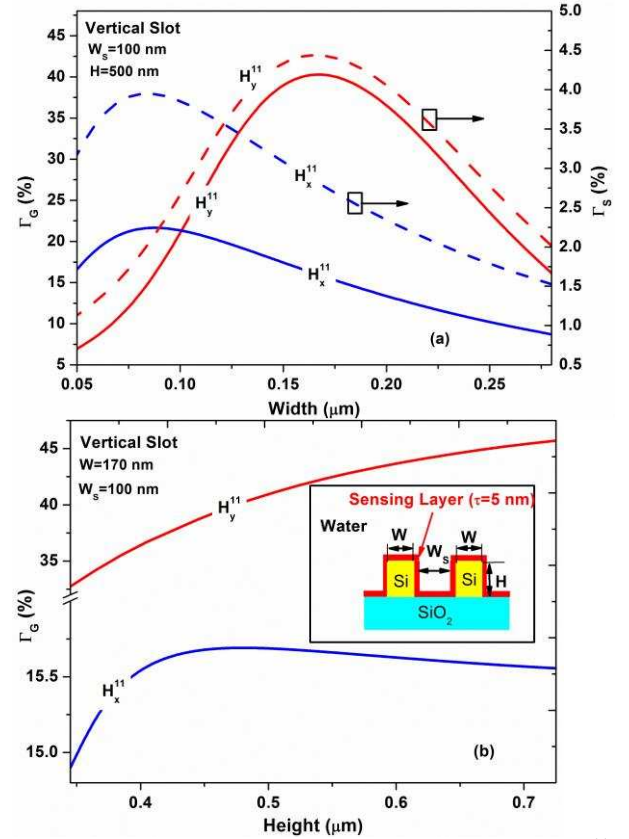 Vertical Slot
W_S=100 nm
H=500 nm
H_y^11
H_x^11
H_x^11
H_y^11
H_x^11
(a)
Γ_G (%)
45
40
35
30
25
20
15
10
5
Γ_S (%)
5.0
4.5
4.0
3.5
3.0
2.5
2.0
1.5
1.0
0.5
0.05 0.10 0.15 0.20 0.25
Width (μm)
Vertical Slot
W=170 nm
W_S=100 nm
H_y^11
Sensing Layer (τ=5 nm)
Water
W W_S W
Si Si H
SiO_2
H_x^11
(b)
Γ_G (%)
45
40
35
15.5
15.0
0.4 0.5 0.6 0.7
Height (μm)